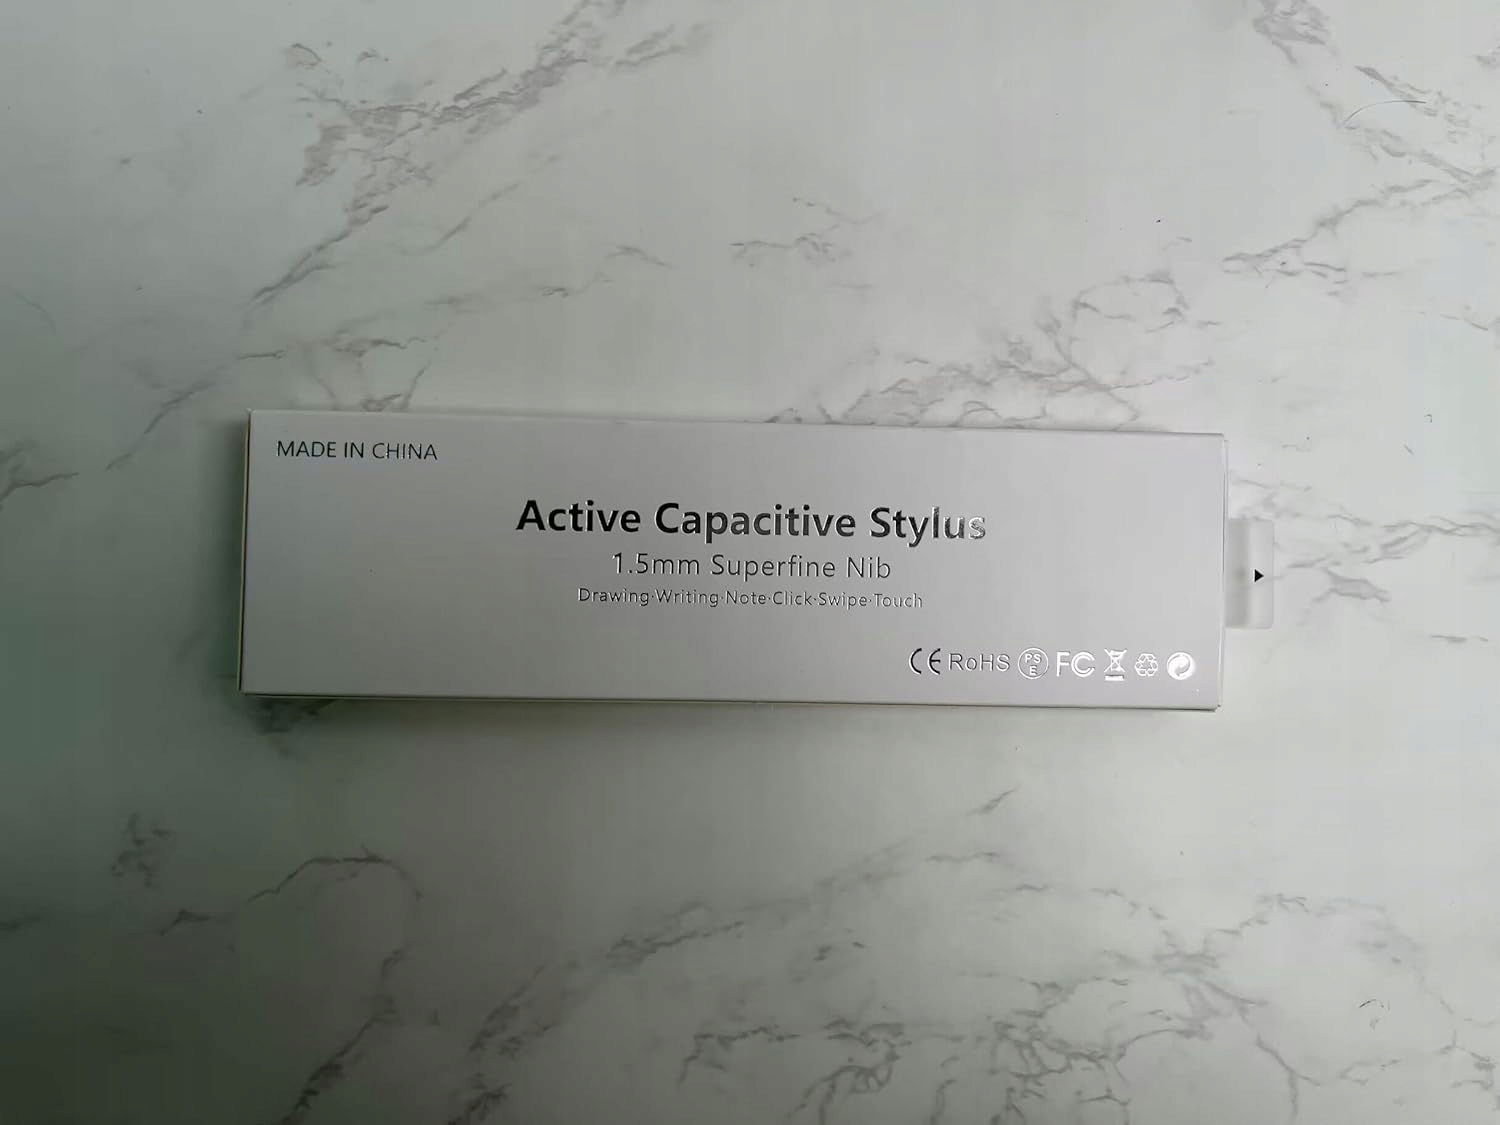 MADE IN CHINA
Active Capacitive Stylus
1.5mm Superfine Nib
Drawing·Writing·Note·Click·Swipe·Touch
CE RoHS PSE FC